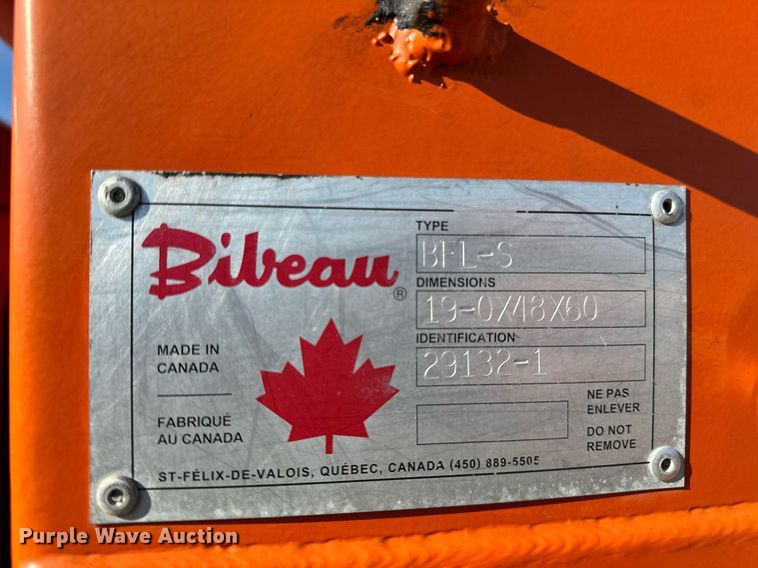 Bibeau®
TYPE
BFL-S
DIMENSIONS
19-0X48X60
IDENTIFICATION
29132-1
MADE IN
CANADA
FABRIQUÉ
AU CANADA
NE PAS
ENLEVER
DO NOT
REMOVE
ST-FÉLIX-DE-VALOIS, QUÉBEC, CANADA (450) 889-5505
Purple Wave Auction